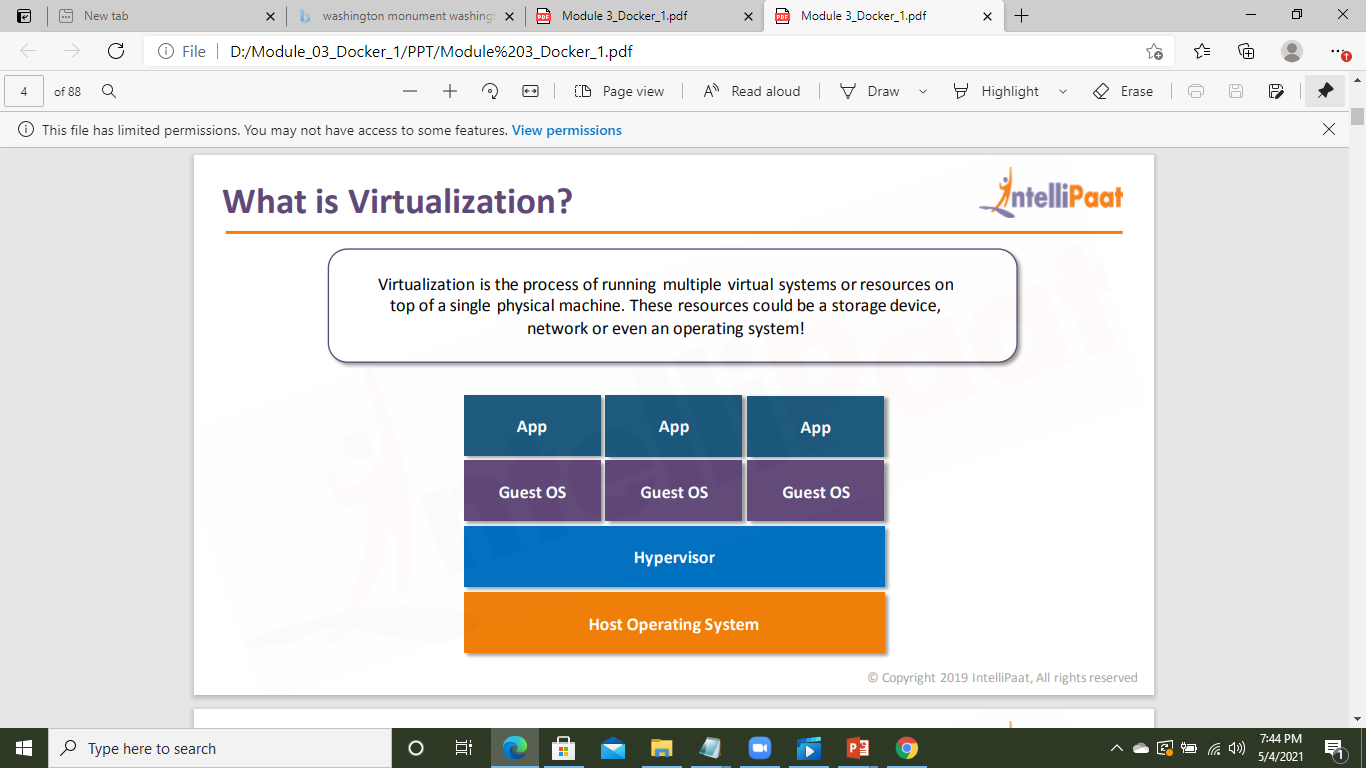 New tab
washington monument washingt
Module 3_Docker_1.pdf
Module 3_Docker_1.pdf
File
D:/Module_03_Docker_1/PPT/Module%203_Docker_1.pdf
4
of 88
Page view
Read aloud
Draw
Highlight
Erase
This file has limited permissions. You may not have access to some features. View permissions
What is Virtualization?
IntelliPaat
Virtualization is the process of running multiple virtual systems or resources on
top of a single physical machine. These resources could be a storage device,
network or even an operating system!
App App App
Guest OS Guest OS Guest OS
Hypervisor
Host Operating System
© Copyright 2019 IntelliPaat, All rights reserved
Type here to search
7:44 PM
5/4/2021
1